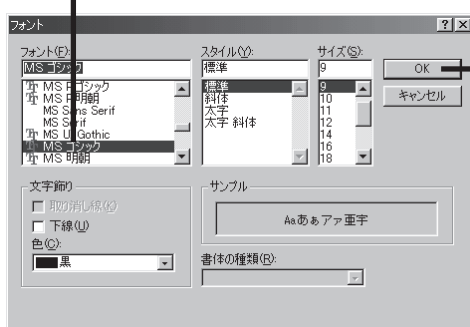 フォント
フォント(F):
MS ゴシック
MS Pゴシック
MS P明朝
MS Sans Serif
MS Serif
MS UI Gothic
MS ゴシック
MS 明朝
スタイル(Y):
標準
標準
斜体
太字
太字 斜体
サイズ(S):
9
9
10
11
12
14
16
18
OK
キャンセル
文字飾り
取り消し線(K)
下線(U)
色(C):
黒
サンプル
Aaあぁアァ亜宇
書体の種類(R):